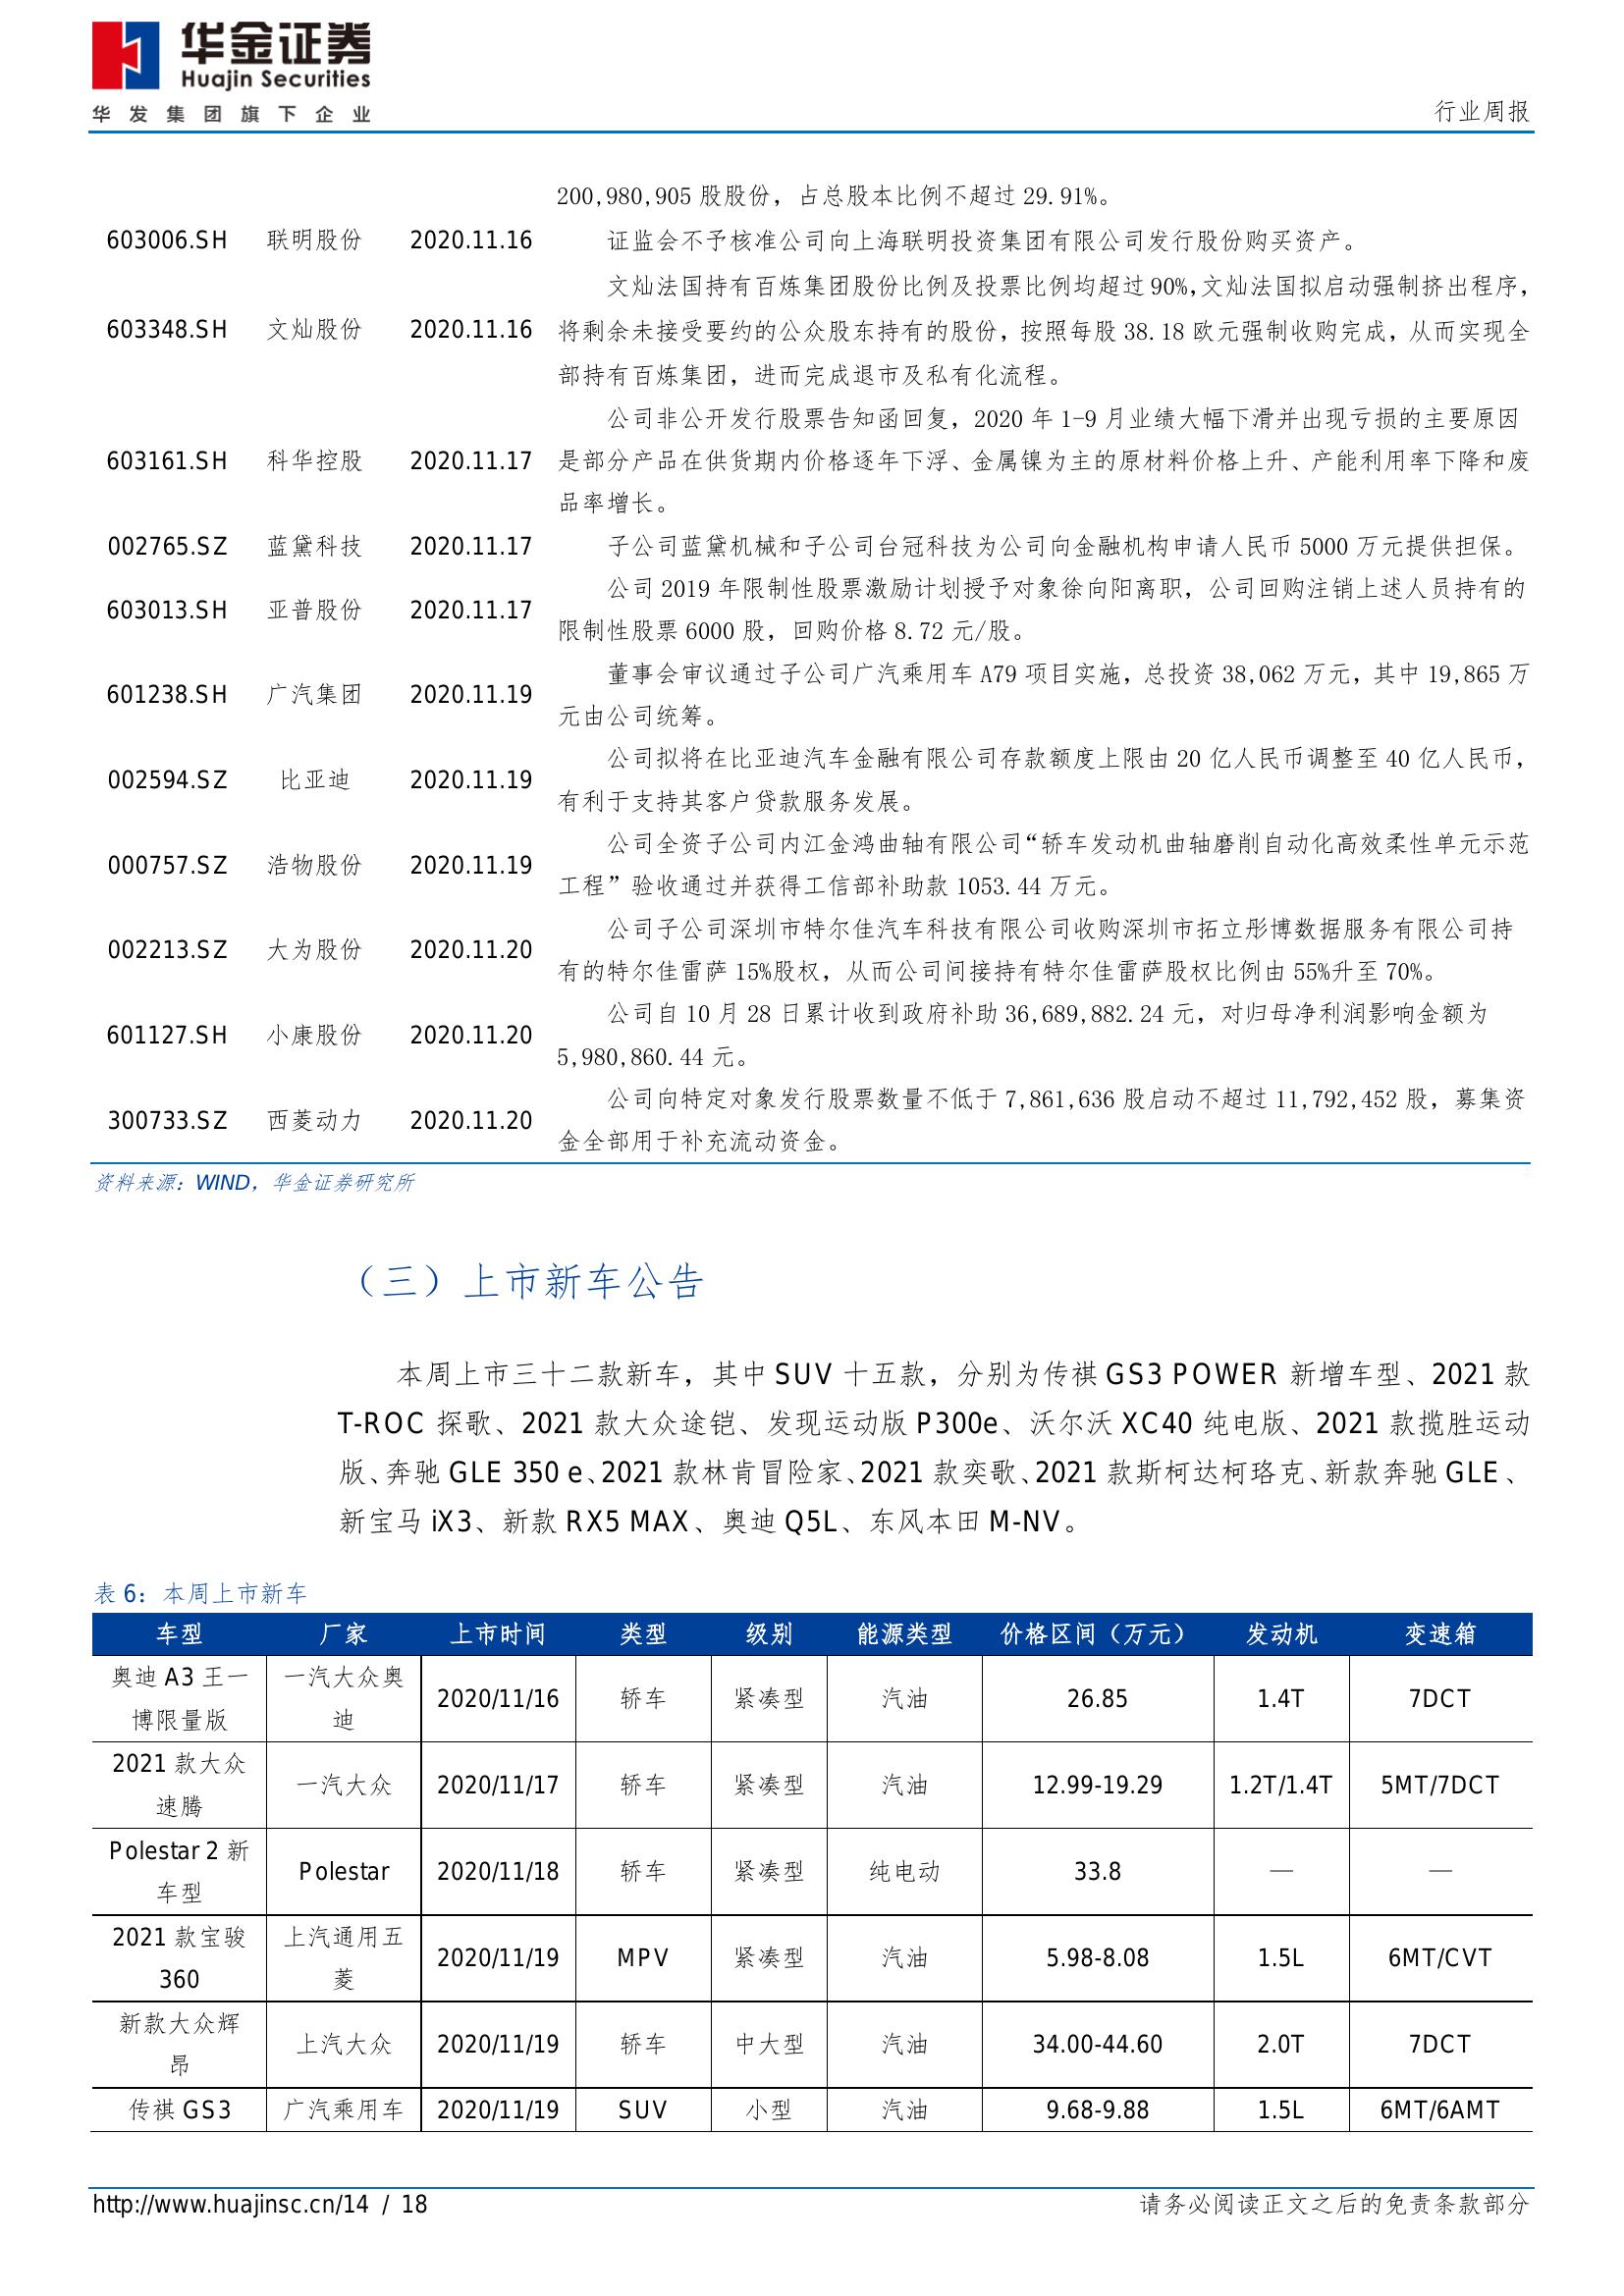 华金证券
Huajin Securities
华发集团旗下企业
行业周报
200,980,905 股股份，占总股本比例不超过 29.91%。
603006.SH 联明股份 2020.11.16 证监会不予核准公司向上海联明投资集团有限公司发行股份购买资产。
文灿法国持有百炼集团股份比例及投票比例均超过 90%，文灿法国拟启动强制挤出程序，
603348.SH 文灿股份 2020.11.16 将剩余未接受要约的公众股东持有的股份，按照每股 38.18 欧元强制收购完成，从而实现全
部持有百炼集团，进而完成退市及私有化流程。
公司非公开发行股票告知函回复，2020 年 1-9 月业绩大幅下滑并出现亏损的主要原因
603161.SH 科华控股 2020.11.17 是部分产品在供货期内价格逐年下浮、金属镍为主的原材料价格上升、产能利用率下降和废
品率增长。
002765.SZ 蓝黛科技 2020.11.17 子公司蓝黛机械和子公司台冠科技为公司向金融机构申请人民币 5000 万元提供担保。
公司 2019 年限制性股票激励计划授予对象徐向阳离职，公司回购注销上述人员持有的
603013.SH 亚普股份 2020.11.17
限制性股票 6000 股，回购价格 8.72 元/股。
董事会审议通过子公司广汽乘用车 A79 项目实施，总投资 38,062 万元，其中 19,865 万
601238.SH 广汽集团 2020.11.19
元由公司统筹。
公司拟将在比亚迪汽车金融有限公司存款额度上限由 20 亿人民币调整至 40 亿人民币，
002594.SZ 比亚迪 2020.11.19
有利于支持其客户贷款服务发展。
公司全资子公司内江金鸿曲轴有限公司“轿车发动机曲轴磨削自动化高效柔性单元示范
000757.SZ 浩物股份 2020.11.19
工程”验收通过并获得工信部补助款 1053.44 万元。
公司子公司深圳市特尔佳汽车科技有限公司收购深圳市拓立彤博数据服务有限公司持
002213.SZ 大为股份 2020.11.20
有的特尔佳雷萨 15%股权，从而公司间接持有特尔佳雷萨股权比例由 55%升至 70%。
公司自 10 月 28 日累计收到政府补助 36,689,882.24 元，对归母净利润影响金额为
601127.SH 小康股份 2020.11.20
5,980,860.44 元。
公司向特定对象发行股票数量不低于 7,861,636 股启动不超过 11,792,452 股，募集资
300733.SZ 西菱动力 2020.11.20
金全部用于补充流动资金。
资料来源：WIND，华金证券研究所
（三）上市新车公告
本周上市三十二款新车，其中 SUV 十五款，分别为传祺 GS3 POWER 新增车型、2021 款
T-ROC 探歌、2021 款大众途铠、发现运动版 P300e、沃尔沃 XC40 纯电版、2021 款揽胜运动
版、奔驰 GLE 350 e、2021 款林肯冒险家、2021 款奕歌、2021 款斯柯达柯珞克、新款奔驰 GLE、
新宝马 iX3、新款 RX5 MAX、奥迪 Q5L、东风本田 M-NV。
表 6：本周上市新车
车型 厂家 上市时间 类型 级别 能源类型 价格区间（万元） 发动机 变速箱
奥迪 A3 王一 一汽大众奥
2020/11/16 轿车 紧凑型 汽油 26.85 1.4T 7DCT
博限量版 迪
2021 款大众
一汽大众 2020/11/17 轿车 紧凑型 汽油 12.99-19.29 1.2T/1.4T 5MT/7DCT
速腾
Polestar 2 新
Polestar 2020/11/18 轿车 紧凑型 纯电动 33.8 — —
车型
2021 款宝骏 上汽通用五
2020/11/19 MPV 紧凑型 汽油 5.98-8.08 1.5L 6MT/CVT
360 菱
新款大众辉
上汽大众 2020/11/19 轿车 中大型 汽油 34.00-44.60 2.0T 7DCT
昂
传祺 GS3 广汽乘用车 2020/11/19 SUV 小型 汽油 9.68-9.88 1.5L 6MT/6AMT
http://www.huajinsc.cn/14 / 18
请务必阅读正文之后的免责条款部分